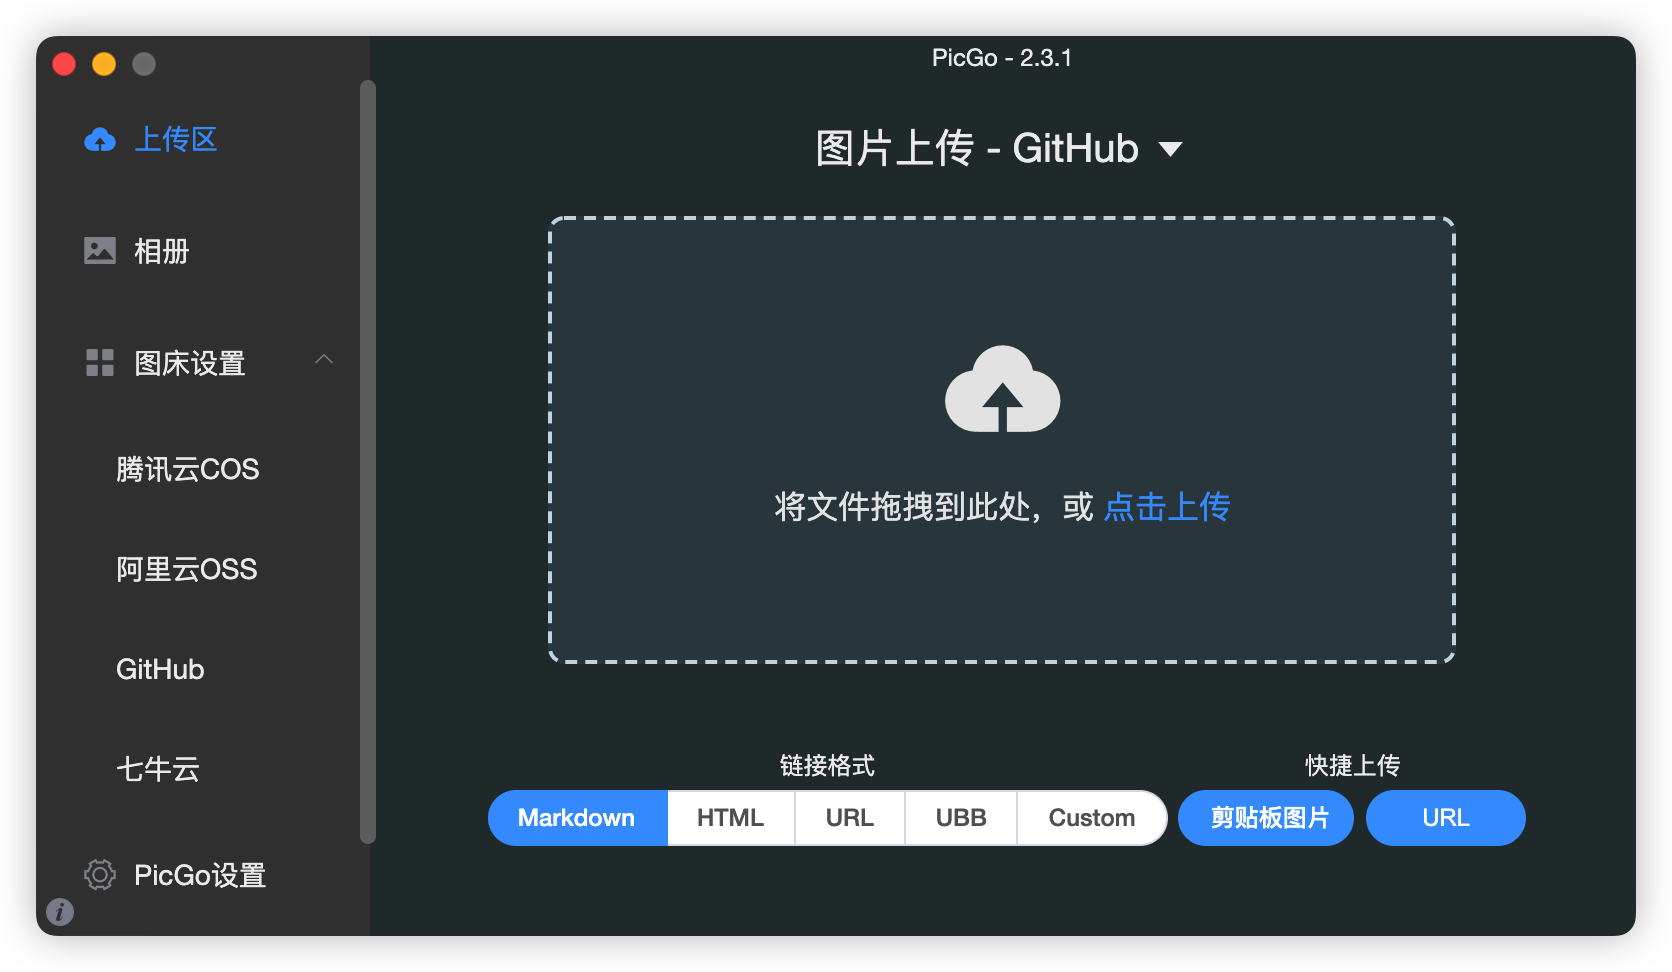 PicGo - 2.3.1
上传区
相册
图床设置
腾讯云COS
阿里云OSS
GitHub
七牛云
PicGo设置
图片上传 - GitHub
将文件拖拽到此处，或 点击上传
链接格式
Markdown HTML URL UBB Custom
快捷上传
剪贴板图片 URL